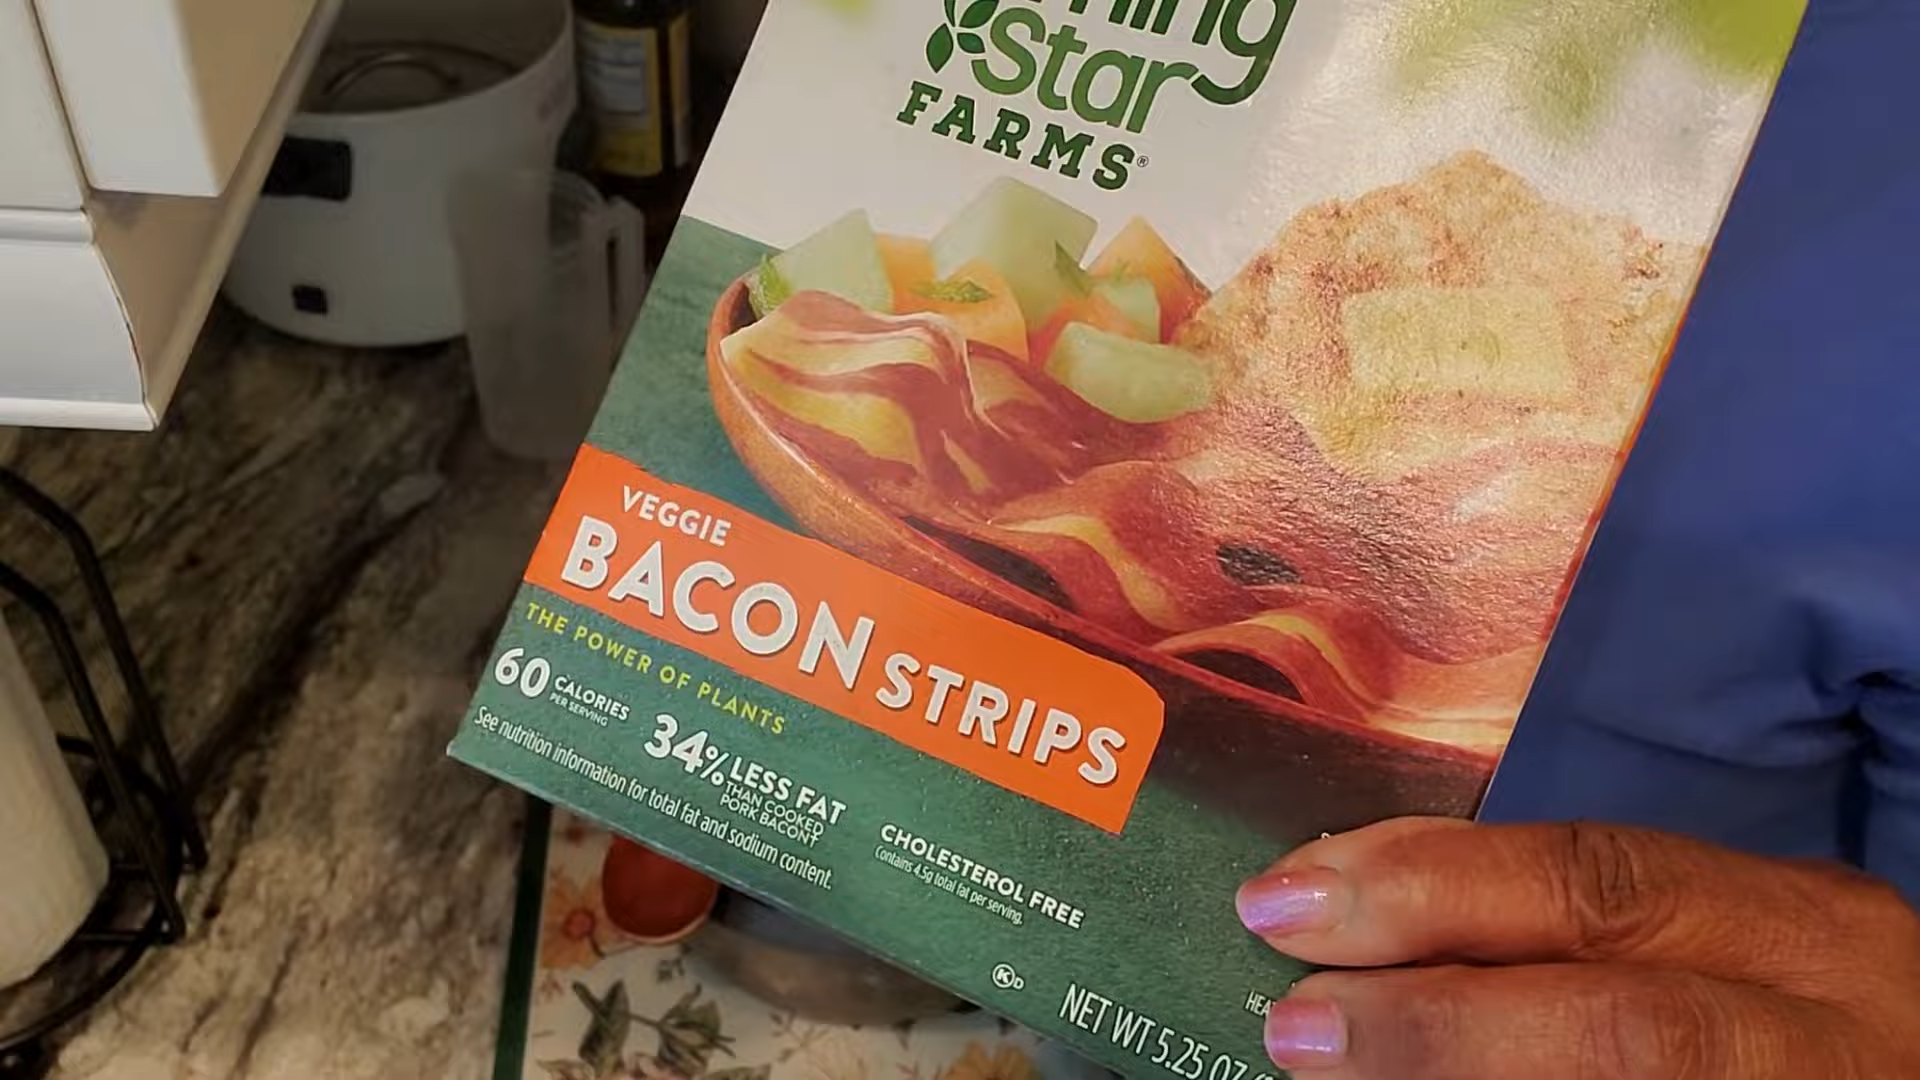 Star
FARMS®
VEGGIE
BACON STRIPS
THE POWER OF PLANTS
60 CALORIES
PER SERVING
34% LESS FAT
THAN COOKED
PORK BACON†
See nutrition information for total fat and sodium content.
CHOLESTEROL FREE
Contains 4.5g total fat per serving.
K D
NET WT 5.25 OZ